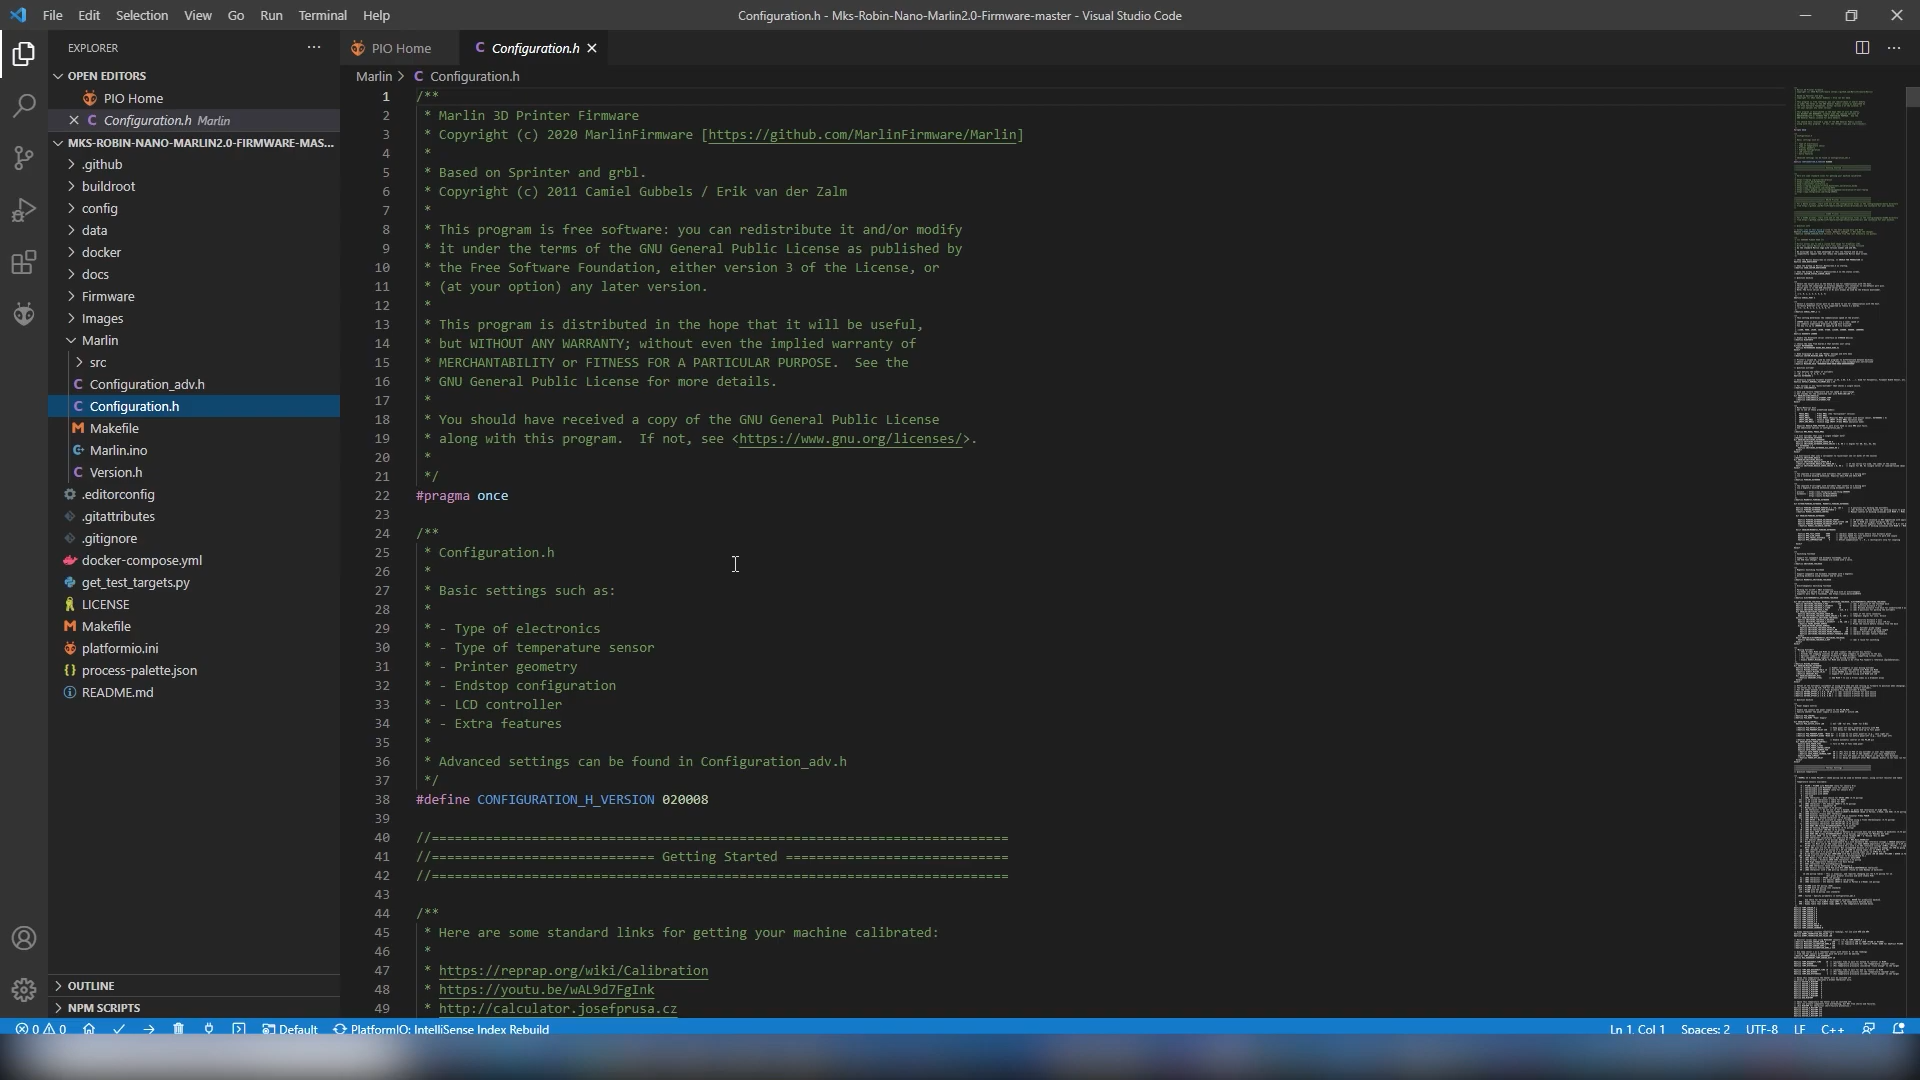 File Edit Selection View Go Run Terminal Help
Configuration.h - Mks-Robin-Nano-Marlin2.0-Firmware-master - Visual Studio Code
EXPLORER
OPEN EDITORS
PIO Home
Configuration.h Marlin
MKS-ROBIN-NANO-MARLIN2.0-FIRMWARE-MAS...
.github
buildroot
config
data
docker
docs
Firmware
Images
Marlin
src
Configuration_adv.h
Configuration.h
Makefile
Marlin.ino
Version.h
.editorconfig
.gitattributes
.gitignore
docker-compose.yml
get_test_targets.py
LICENSE
Makefile
platformio.ini
process-palette.json
README.md
OUTLINE
NPM SCRIPTS
PIO Home
Configuration.h
Marlin > C Configuration.h
1 /**
2 * Marlin 3D Printer Firmware
3 * Copyright (c) 2020 MarlinFirmware [https://github.com/MarlinFirmware/Marlin]
4 *
5 * Based on Sprinter and grbl.
6 * Copyright (c) 2011 Camiel Gubbels / Erik van der Zalm
7 *
8 * This program is free software: you can redistribute it and/or modify
9 * it under the terms of the GNU General Public License as published by
10 * the Free Software Foundation, either version 3 of the License, or
11 * (at your option) any later version.
12 *
13 * This program is distributed in the hope that it will be useful,
14 * but WITHOUT ANY WARRANTY; without even the implied warranty of
15 * MERCHANTABILITY or FITNESS FOR A PARTICULAR PURPOSE.  See the
16 * GNU General Public License for more details.
17 *
18 * You should have received a copy of the GNU General Public License
19 * along with this program.  If not, see <https://www.gnu.org/licenses/>.
20 *
21 */
22 #pragma once
23
24 /**
25 * Configuration.h
26 *
27 * Basic settings such as:
28 *
29 * - Type of electronics
30 * - Type of temperature sensor
31 * - Printer geometry
32 * - Endstop configuration
33 * - LCD controller
34 * - Extra features
35 *
36 * Advanced settings can be found in Configuration_adv.h
37 */
38 #define CONFIGURATION_H_VERSION 020008
39
40 //===========================================================================
41 //============================= Getting Started =============================
42 //===========================================================================
43
44 /**
45 * Here are some standard links for getting your machine calibrated:
46 *
47 * https://reprap.org/wiki/Calibration
48 * https://youtu.be/wAL9d7FgInk
49 * http://calculator.josefprusa.cz
0 0 Default PlatformIO: IntelliSense Index Rebuild
Ln 1, Col 1 Spaces: 2 UTF-8 LF C++